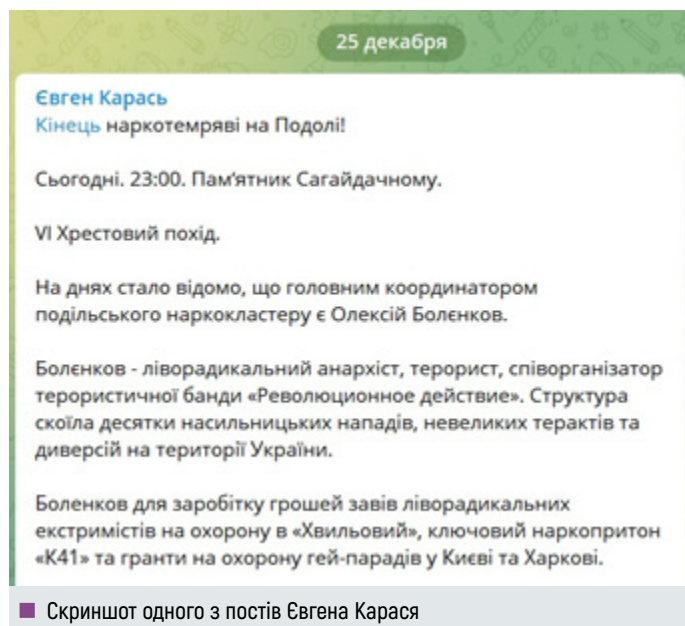 25 декабря
Євген Карась
Кінець наркотемряві на Подолі!
Сьогодні. 23:00. Пам'ятник Сагайдачному.
VI Хрестовий похід.
На днях стало відомо, що головним координатором
подільського наркокластеру є Олексій Болєнков.
Болєнков - ліворадикальний анархіст, терорист, співорганізатор
терористичної банди «Революционное действие». Структура
скоїла десятки насильницьких нападів, невеликих терактів та
диверсій на території України.
Боленков для заробітку грошей завів ліворадикальних
екстримістів на охорону в «Хвильовий», ключовий наркопритон
«К41» та гранти на охорону гей-парадів у Києві та Харкові.
Скриншот одного з постів Євгена Карася